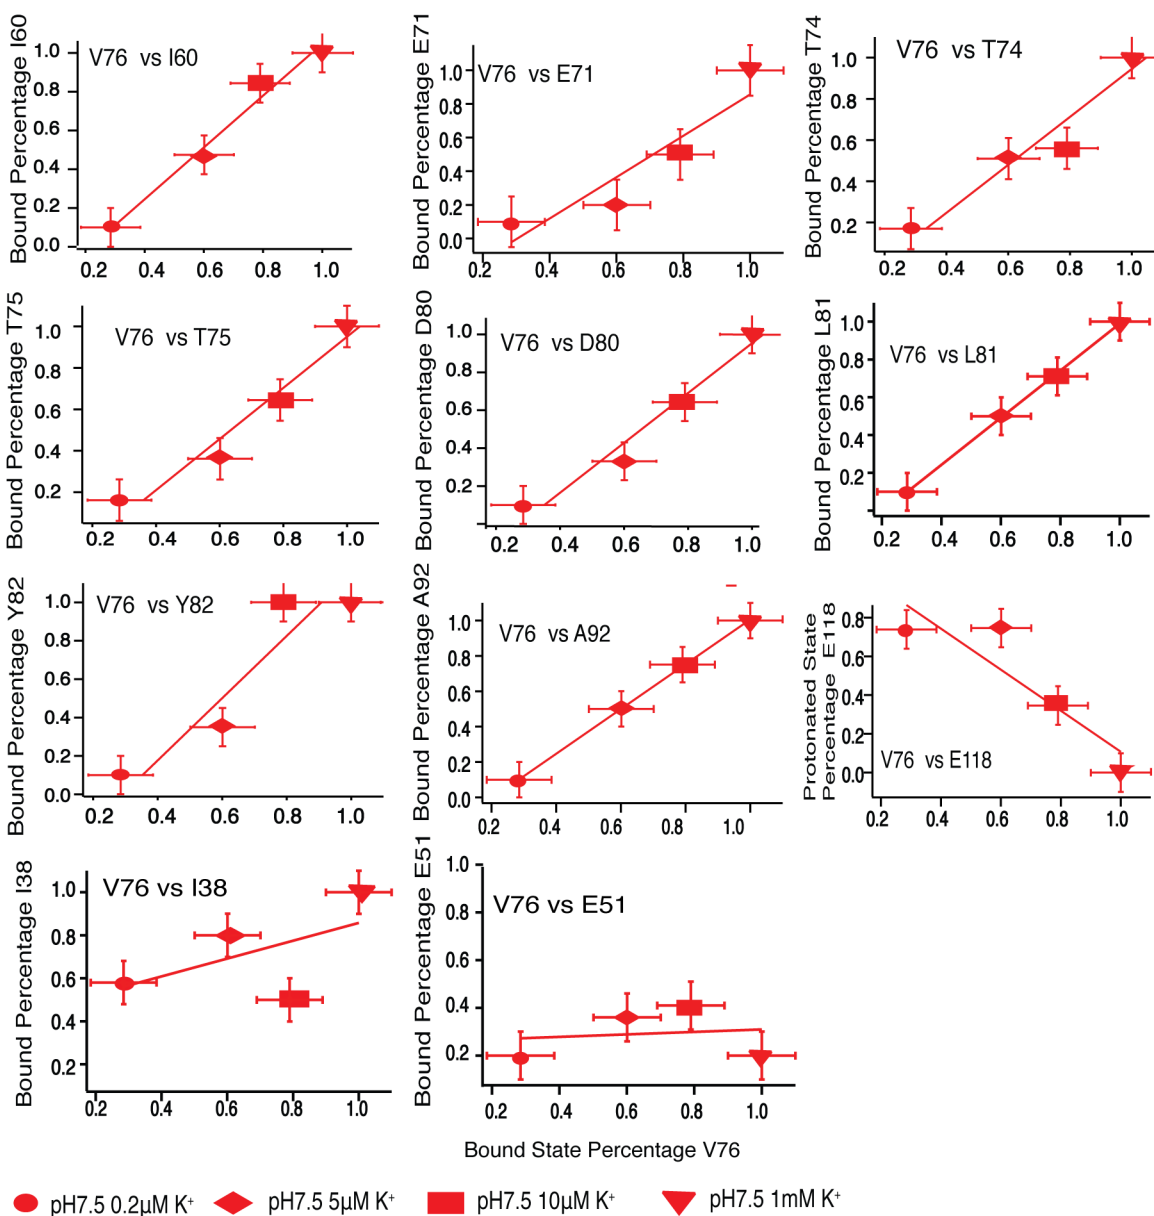 Bound Percentage I60
V76 vs I60
1.0
0.8
0.6
0.4
0.2
0.0
0.2 0.4 0.6 0.8 1.0
Bound Percentage E71
V76 vs E71
1.0
0.8
0.6
0.4
0.2
0.0
0.2 0.4 0.6 0.8 1.0
Bound Percentage T74
V76 vs T74
1.0
0.8
0.6
0.4
0.2
0.2 0.4 0.6 0.8 1.0
Bound Percentage T75
V76 vs T75
1.0
0.8
0.6
0.4
0.2
0.2 0.4 0.6 0.8 1.0
Bound Percentage D80
V76 vs D80
1.0
0.8
0.6
0.4
0.2
0.2 0.4 0.6 0.8 1.0
Bound Percentage L81
V76 vs L81
1.0
0.8
0.6
0.4
0.2
0.2 0.4 0.6 0.8 1.0
Bound Percentage Y82
V76 vs Y82
1.0
0.8
0.6
0.4
0.2
0.0
0.2 0.4 0.6 0.8 1.0
Bound Percentage A92
V76 vs A92
1.0
0.8
0.6
0.4
0.2
0.0
0.2 0.4 0.6 0.8 1.0
Protonated State
Percentage E118
V76 vs E118
0.8
0.6
0.4
0.2
0.0
0.2 0.4 0.6 0.8 1.0
Bound Percentage I38
V76 vs I38
1.0
0.8
0.6
0.4
0.2
0.2 0.4 0.6 0.8 1.0
Bound Percentage E51
V76 vs E51
1.0
0.8
0.6
0.4
0.2
0.2 0.4 0.6 0.8 1.0
Bound State Percentage V76
pH7.5 0.2μM K⁺ pH7.5 5μM K⁺ pH7.5 10μM K⁺ pH7.5 1mM K⁺